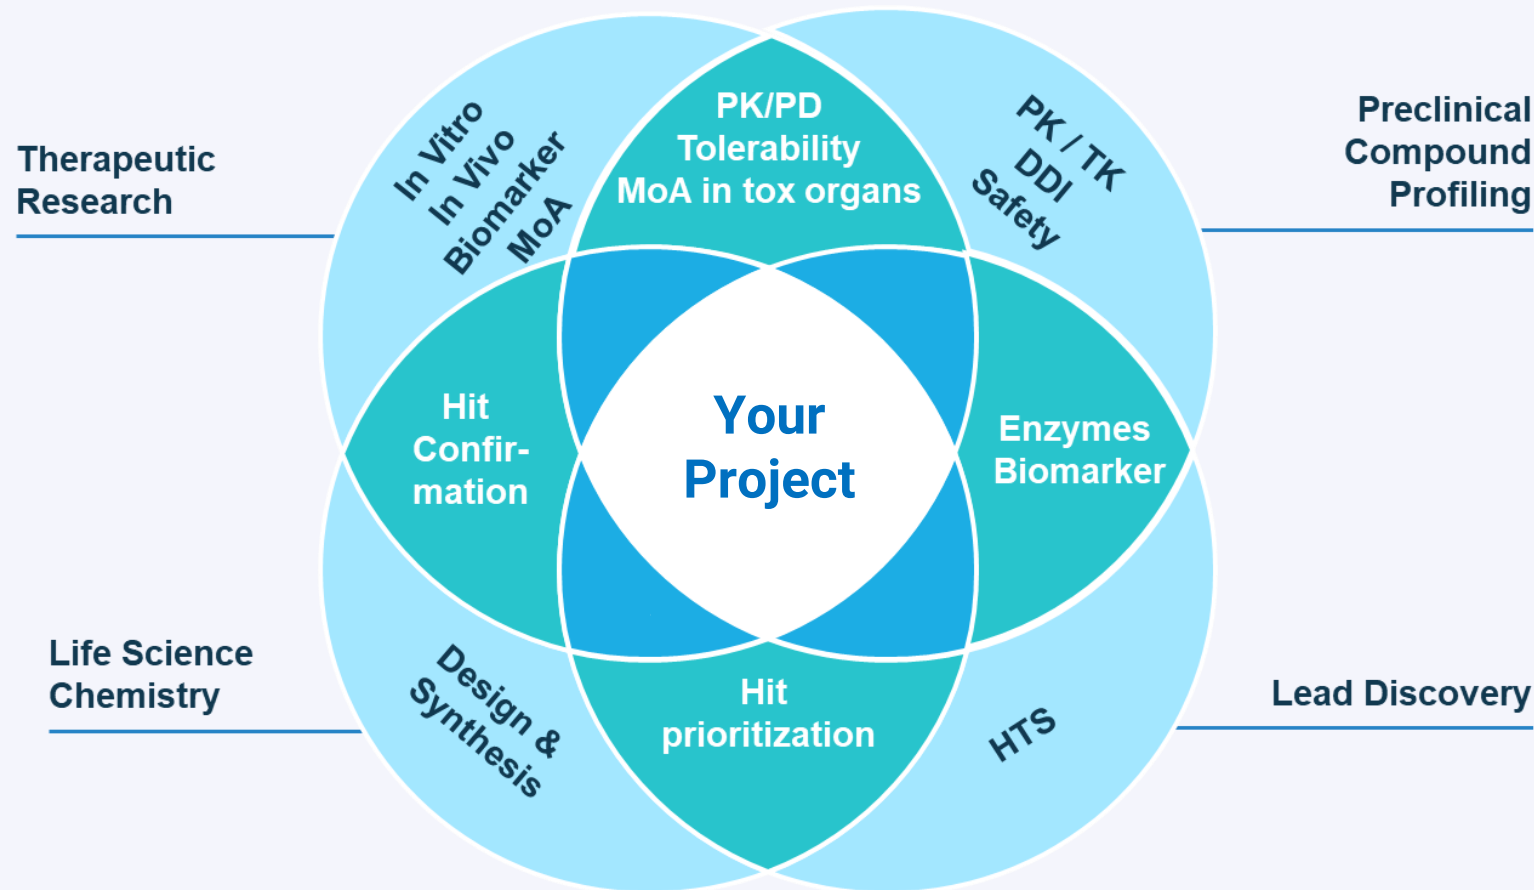 Therapeutic
Research
In Vitro
In Vivo
Biomarker
MoA
PK/PD
Tolerability
MoA in tox organs
PK / TK
DDI
Safety
Preclinical
Compound
Profiling
Hit
Confir-
mation
Your
Project
Enzymes
Biomarker
Life Science
Chemistry
Design &
Synthesis
Hit
prioritization
HTS
Lead Discovery